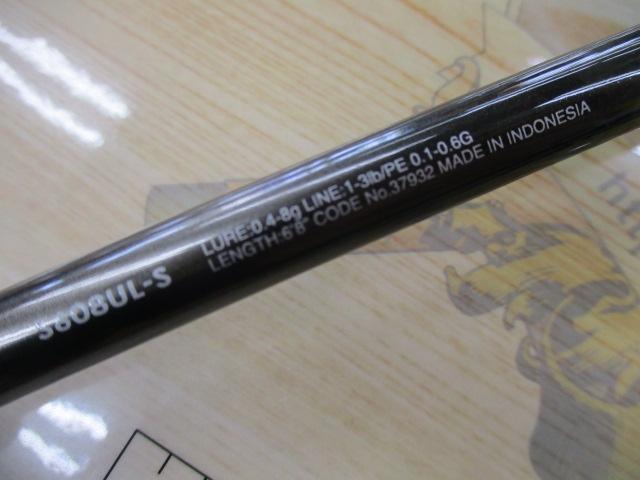 S608UL-S
LURE:0.4-8g LINE:1-3lb/PE 0.1-0.6G
LENGTH:6'8" CODE No.37932 MADE IN INDONESIA